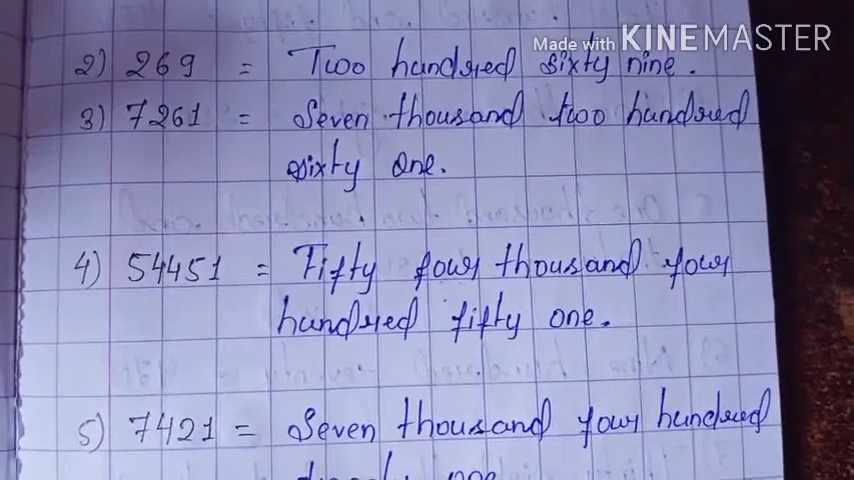 Made with KINEMASTER
2) 269 = Two hundred sixty nine.
3) 7261 = Seven thousand two hundred
sixty one.
4) 54451 = Fifty four thousand four
hundred fifty one.
5) 7421 = Seven thousand four hundred
one